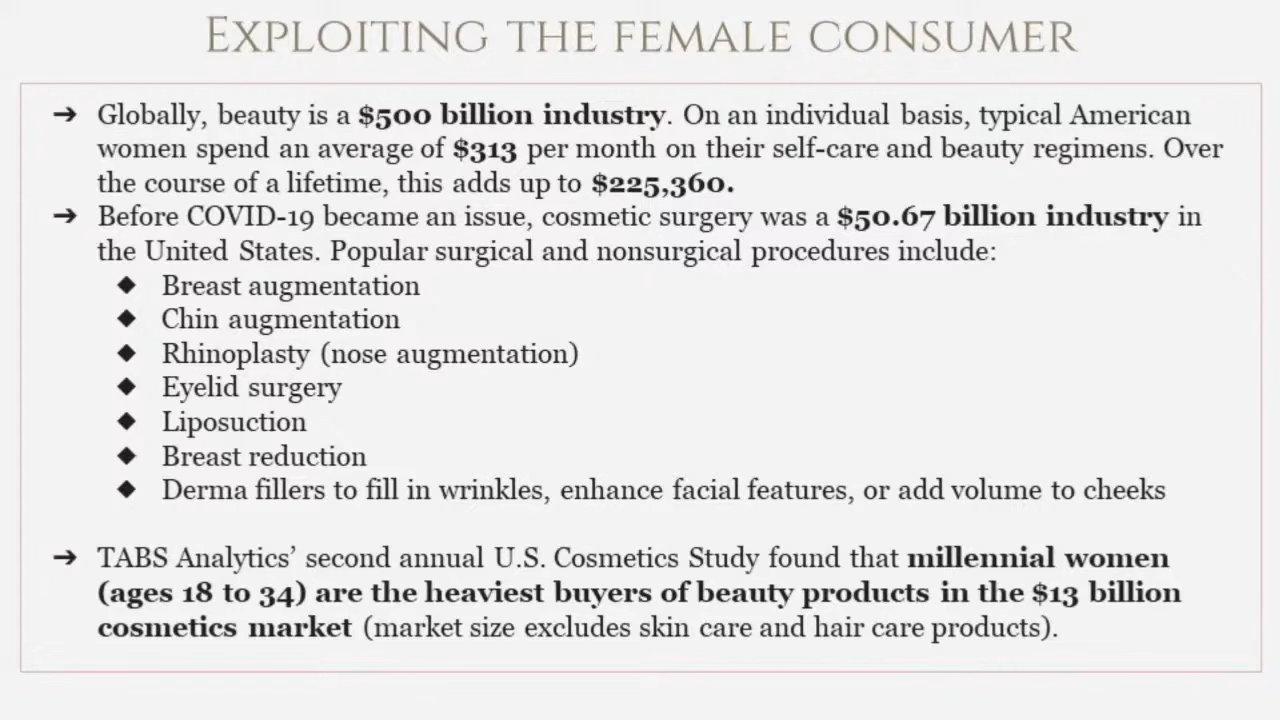 EXPLOITING THE FEMALE CONSUMER
➔ Globally, beauty is a $500 billion industry. On an individual basis, typical American
women spend an average of $313 per month on their self-care and beauty regimens. Over
the course of a lifetime, this adds up to $225,360.
➔ Before COVID-19 became an issue, cosmetic surgery was a $50.67 billion industry in
the United States. Popular surgical and nonsurgical procedures include:
◆ Breast augmentation
◆ Chin augmentation
◆ Rhinoplasty (nose augmentation)
◆ Eyelid surgery
◆ Liposuction
◆ Breast reduction
◆ Derma fillers to fill in wrinkles, enhance facial features, or add volume to cheeks
➔ TABS Analytics’ second annual U.S. Cosmetics Study found that millennial women
(ages 18 to 34) are the heaviest buyers of beauty products in the $13 billion
cosmetics market (market size excludes skin care and hair care products).